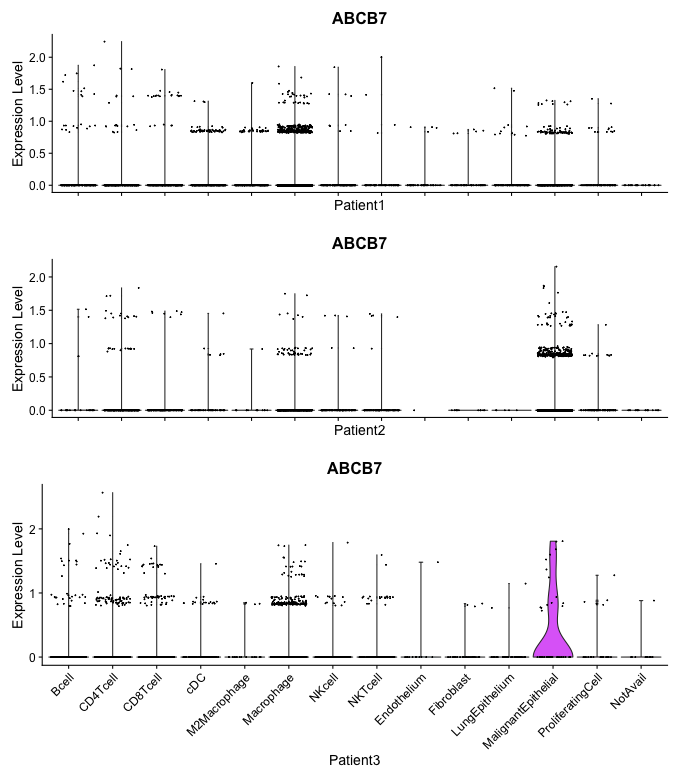 ABCB7
Expression Level
2.0
1.5
1.0
0.5
0.0
Patient1
ABCB7
Expression Level
2.0
1.5
1.0
0.5
0.0
Patient2
ABCB7
Expression Level
2
1
0
Bcell
CD4Tcell
CD8Tcell
cDC
M2Macrophage
Macrophage
NKcell
NKTcell
Endothelium
Fibroblast
LungEpithelium
MalignantEpithelial
ProliferatingCell
NotAvail
Patient3